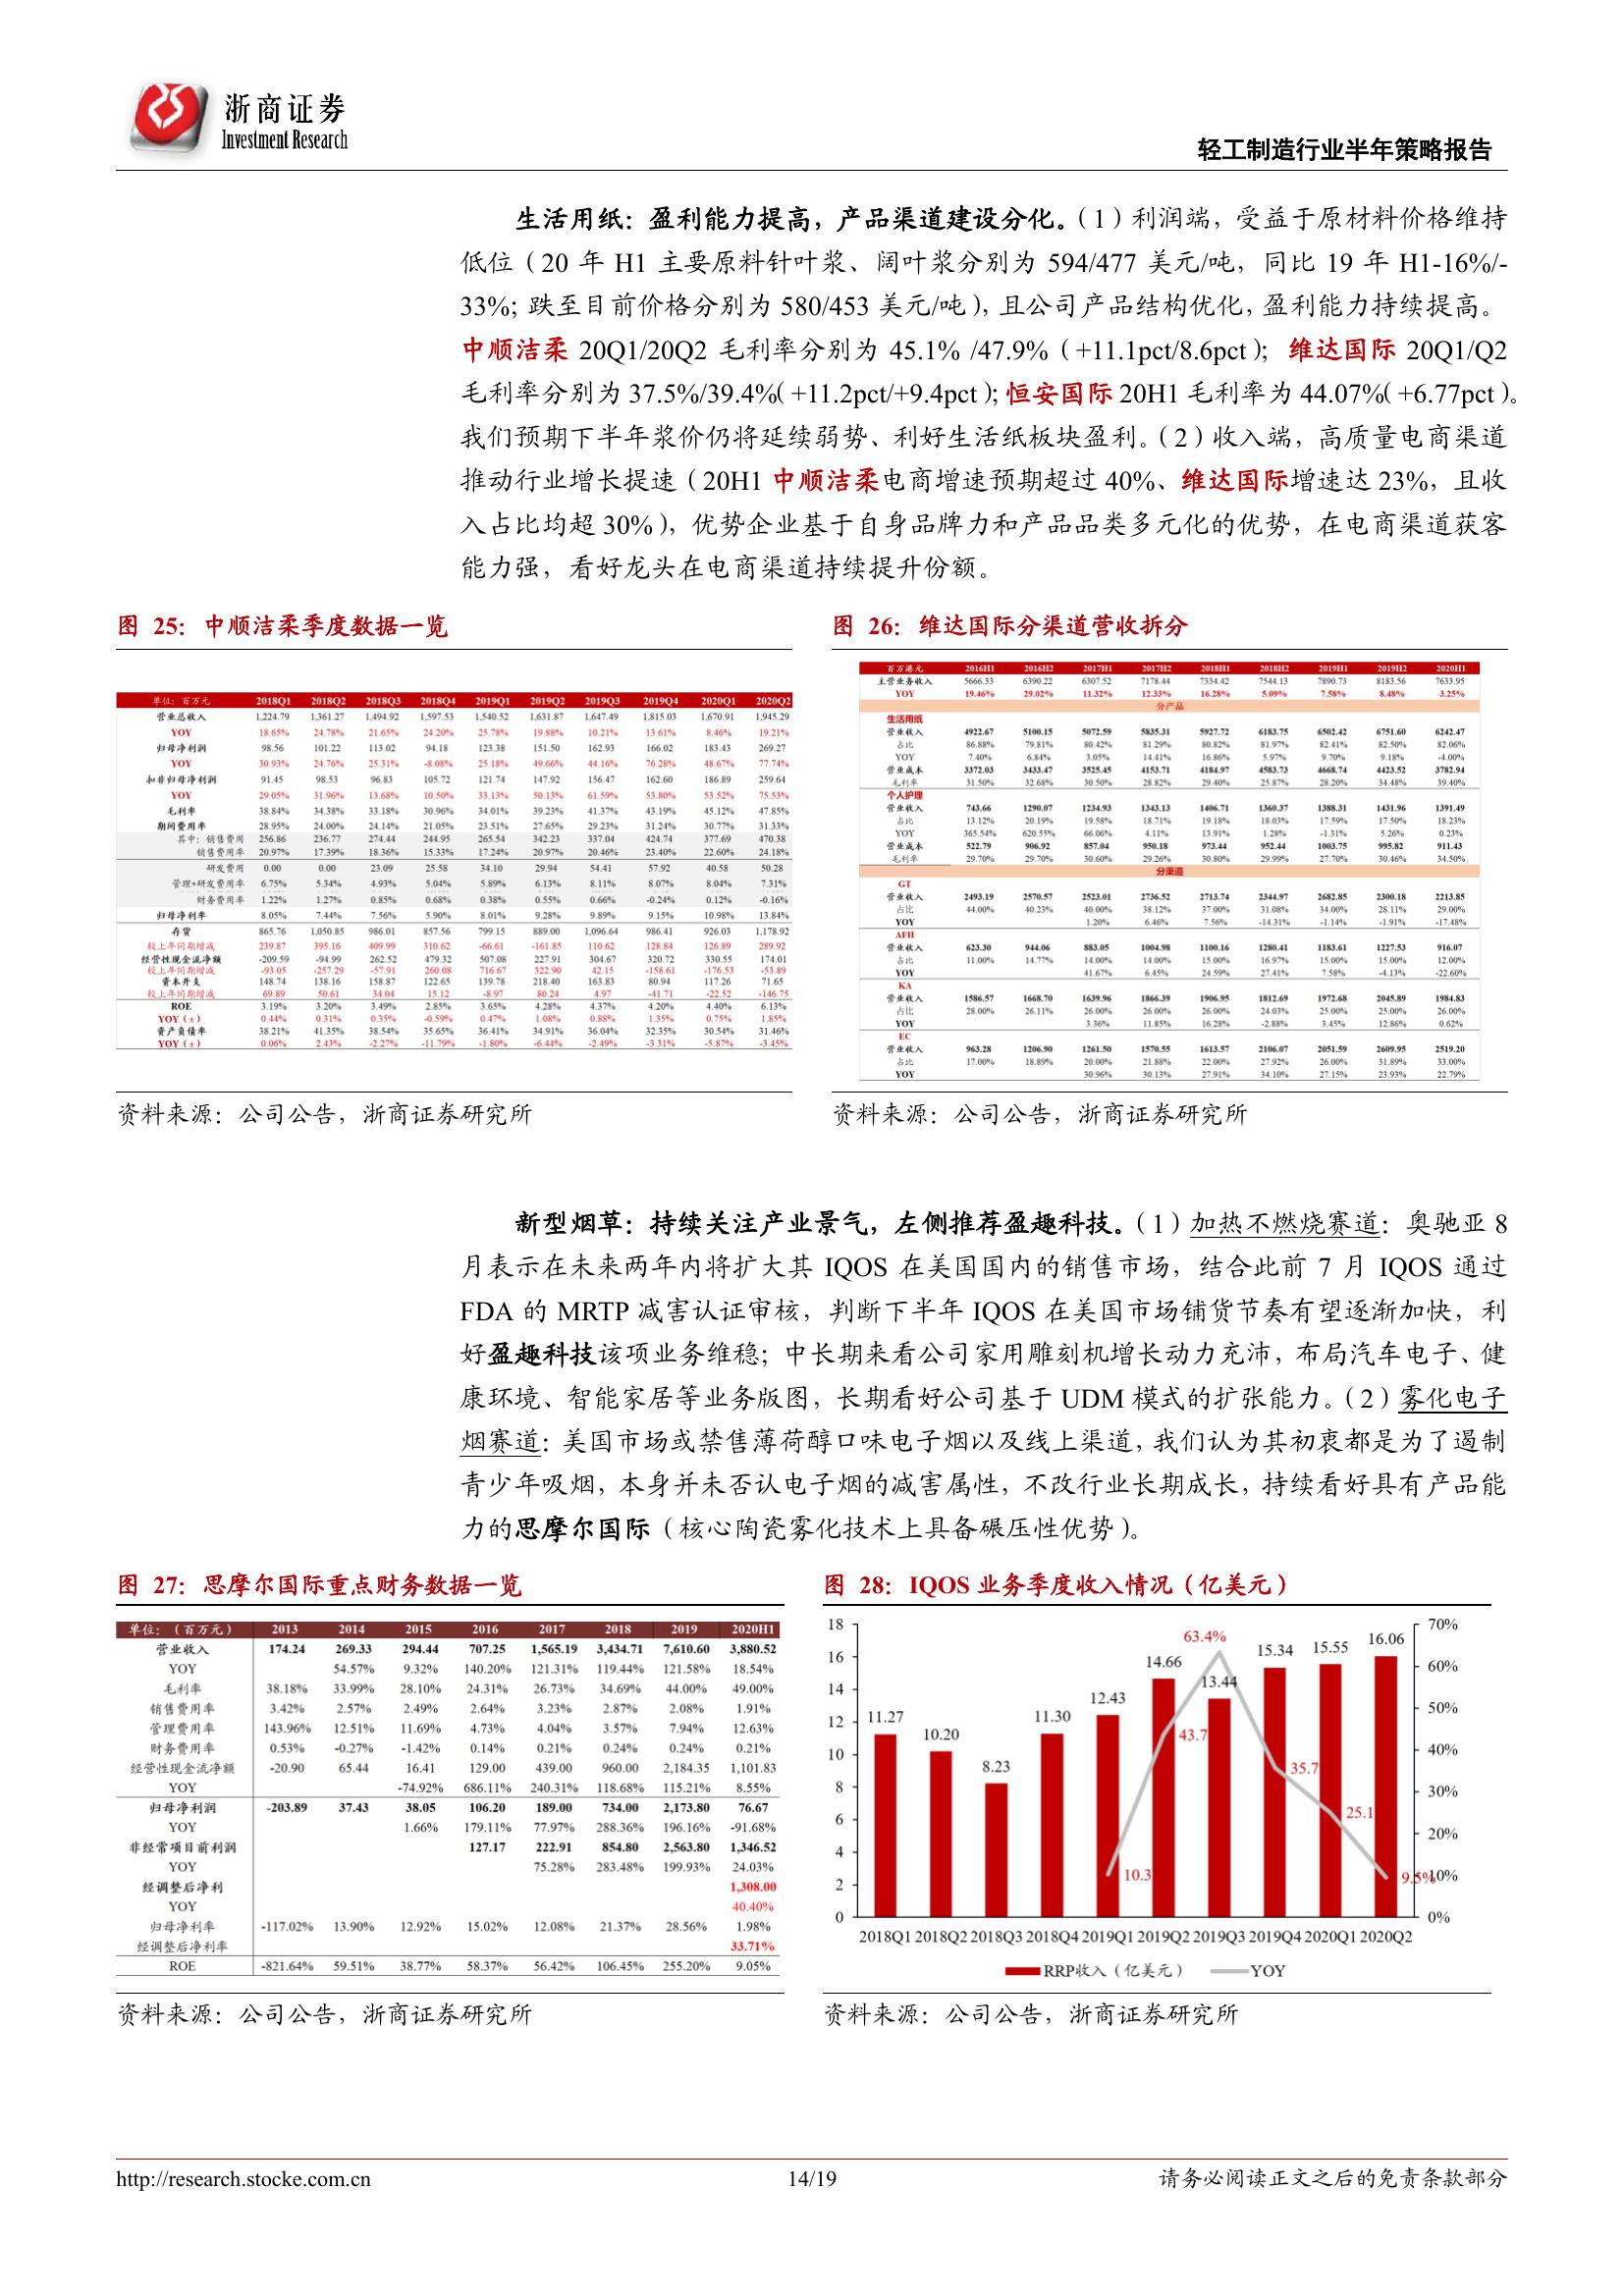 浙商证券
Investment Research
轻工制造行业半年策略报告
生活用纸：盈利能力提高，产品渠道建设分化。（1）利润端，受益于原材料价格维持
低位（20 年 H1 主要原料针叶浆、阔叶浆分别为 594/477 美元/吨，同比 19 年 H1-16%/-
33%；跌至目前价格分别为 580/453 美元/吨），且公司产品结构优化，盈利能力持续提高。
中顺洁柔 20Q1/20Q2 毛利率分别为 45.1% /47.9%（+11.1pct/8.6pct）；维达国际 20Q1/Q2
毛利率分别为 37.5%/39.4%（+11.2pct/+9.4pct）；恒安国际 20H1 毛利率为 44.07%（+6.77pct）。
我们预期下半年浆价仍将延续弱势、利好生活纸板块盈利。（2）收入端，高质量电商渠道
推动行业增长提速（20H1 中顺洁柔电商增速预期超过 40%、维达国际增速达 23%，且收
入占比均超 30%），优势企业基于自身品牌力和产品品类多元化的优势，在电商渠道获客
能力强，看好龙头在电商渠道持续提升份额。
图 25：中顺洁柔季度数据一览
单位：百万元 2018Q1 2018Q2 2018Q3 2018Q4 2019Q1 2019Q2 2019Q3 2019Q4 2020Q1 2020Q2
营业总收入 1,224.79 1,361.27 1,494.92 1,597.53 1,540.52 1,631.87 1,647.49 1,815.03 1,670.91 1,945.29
YOY 18.65% 24.78% 21.65% 24.20% 25.78% 19.88% 10.21% 13.61% 8.46% 19.21%
归母净利润 98.56 101.22 113.02 94.18 123.38 151.50 162.93 166.02 183.43 269.27
YOY 30.93% 24.76% 25.31% -8.08% 25.18% 49.66% 44.16% 76.28% 48.67% 77.74%
扣非归母净利润 91.45 98.53 96.83 105.72 121.74 147.92 156.47 162.60 186.89 259.64
YOY 29.05% 31.96% 13.68% 10.50% 33.13% 50.13% 61.59% 53.80% 53.52% 75.53%
毛利率 38.84% 34.38% 33.18% 30.96% 34.01% 39.23% 41.37% 43.19% 45.12% 47.85%
期间费用率 28.95% 24.00% 24.14% 21.05% 23.51% 27.65% 29.23% 31.24% 30.77% 31.33%
其中：销售费用 256.86 236.77 274.44 244.95 265.54 342.23 337.04 424.74 377.69 470.38
销售费用率 20.97% 17.39% 18.36% 15.33% 17.24% 20.97% 20.46% 23.40% 22.60% 24.18%
研发费用 0.00 0.00 23.09 25.58 34.10 29.94 54.41 57.92 40.58 50.28
管理+研发费用率 6.75% 5.34% 4.93% 5.04% 5.89% 6.13% 8.11% 8.07% 8.04% 7.31%
财务费用率 1.22% 1.27% 0.85% 0.68% 0.38% 0.55% 0.66% -0.24% 0.12% -0.16%
归母净利率 8.05% 7.44% 7.56% 5.90% 8.01% 9.28% 9.89% 9.15% 10.98% 13.84%
存货 865.76 1,050.85 986.01 857.56 799.15 889.00 1,096.64 986.41 926.03 1,178.92
较上年同期增减 239.87 395.16 409.99 310.62 -66.61 -161.85 110.62 128.84 126.89 289.92
经营性现金流净额 -209.59 -94.99 262.52 479.32 507.08 227.91 304.67 320.72 330.55 174.01
较上年同期增减 -93.05 -257.29 -57.91 260.08 716.67 322.90 42.15 -158.61 -176.53 -53.89
资本开支 148.74 138.16 158.87 122.65 139.78 218.40 163.83 80.94 117.26 71.65
较上年同期增减 69.89 50.61 34.04 15.12 -8.97 80.24 4.97 -41.71 -22.52 -146.75
ROE 3.19% 3.20% 3.49% 2.85% 3.65% 4.28% 4.37% 4.20% 4.40% 6.13%
YOY（±） 0.44% 0.31% 0.35% -0.59% 0.47% 1.08% 0.88% 1.35% 0.75% 1.85%
资产负债率 38.21% 41.35% 38.54% 35.65% 36.41% 34.91% 36.04% 32.35% 30.54% 31.46%
YOY（±） 0.06% 2.43% -2.27% -11.79% -1.80% -6.44% -2.49% -3.31% -5.87% -3.45%
资料来源：公司公告，浙商证券研究所
图 26：维达国际分渠道营收拆分
百万港元 2016H1 2016H2 2017H1 2017H2 2018H1 2018H2 2019H1 2019H2 2020H1
主营业务收入 5666.33 6390.22 6307.52 7178.44 7334.42 7544.13 7890.73 8183.56 7633.95
YOY 19.46% 29.02% 11.32% 12.33% 16.28% 5.09% 7.58% 8.48% -3.25%
分产品
生活用纸
营业收入 4922.67 5100.15 5072.59 5835.31 5927.72 6183.75 6502.42 6751.60 6242.47
占比 86.88% 79.81% 80.42% 81.29% 80.82% 81.97% 82.41% 82.50% 82.06%
YOY 7.40% 6.84% 3.05% 14.41% 16.86% 5.97% 9.70% 9.18% -4.00%
营业成本 3372.03 3433.47 3525.45 4153.71 4184.97 4583.73 4668.74 4423.52 3782.94
毛利率 31.50% 32.68% 30.50% 28.82% 29.40% 25.87% 28.20% 34.48% 39.40%
个人护理
营业收入 743.66 1290.07 1234.93 1343.13 1406.71 1360.37 1388.31 1431.96 1391.49
占比 13.12% 20.19% 19.58% 18.71% 19.18% 18.03% 17.59% 17.50% 18.23%
YOY 365.54% 620.55% 66.06% 4.11% 13.91% 1.28% -1.31% 5.26% 0.23%
营业成本 522.79 906.92 857.04 950.18 973.44 952.44 1003.75 995.82 911.43
毛利率 29.70% 29.70% 30.60% 29.26% 30.80% 29.99% 27.70% 30.46% 34.50%
分渠道
GT
营业收入 2493.19 2570.57 2523.01 2736.52 2713.74 2344.97 2682.85 2300.18 2213.85
占比 44.00% 40.23% 40.00% 38.12% 37.00% 31.08% 34.00% 28.11% 29.00%
YOY 1.20% 6.46% 7.56% -14.31% -1.14% -1.91% -17.48%
AFH
营业收入 623.30 944.06 883.05 1004.98 1100.16 1280.41 1183.61 1227.53 916.07
占比 11.00% 14.77% 14.00% 14.00% 15.00% 16.97% 15.00% 15.00% 12.00%
YOY 41.67% 6.45% 24.59% 27.41% 7.58% -4.13% -22.60%
KA
营业收入 1586.57 1668.70 1639.96 1866.39 1906.95 1812.69 1972.68 2045.89 1984.83
占比 28.00% 26.11% 26.00% 26.00% 26.00% 24.03% 25.00% 25.00% 26.00%
YOY 3.36% 11.85% 16.28% -2.88% 3.45% 12.86% 0.62%
EC
营业收入 963.28 1206.90 1261.50 1570.55 1613.57 2106.07 2051.59 2609.95 2519.20
占比 17.00% 18.89% 20.00% 21.88% 22.00% 27.92% 26.00% 31.89% 33.00%
YOY 30.96% 30.13% 27.91% 34.10% 27.15% 23.93% 22.79%
资料来源：公司公告，浙商证券研究所
新型烟草：持续关注产业景气，左侧推荐盈趣科技。（1）加热不燃烧赛道：奥驰亚 8
月表示在未来两年内将扩大其 IQOS 在美国国内的销售市场，结合此前 7 月 IQOS 通过
FDA 的 MRTP 减害认证审核，判断下半年 IQOS 在美国市场铺货节奏有望逐渐加快，利
好盈趣科技该项业务维稳；中长期来看公司家用雕刻机增长动力充沛，布局汽车电子、健
康环境、智能家居等业务版图，长期看好公司基于 UDM 模式的扩张能力。（2）雾化电子
烟赛道：美国市场或禁售薄荷醇口味电子烟以及线上渠道，我们认为其初衷都是为了遏制
青少年吸烟，本身并未否认电子烟的减害属性，不改行业长期成长，持续看好具有产品能
力的思摩尔国际（核心陶瓷雾化技术上具备碾压性优势）。
图 27：思摩尔国际重点财务数据一览
单位：（百万元） 2013 2014 2015 2016 2017 2018 2019 2020H1
营业收入 174.24 269.33 294.44 707.25 1,565.19 3,434.71 7,610.60 3,880.52
YOY 54.57% 9.32% 140.20% 121.31% 119.44% 121.58% 18.54%
毛利率 38.18% 33.99% 28.10% 24.31% 26.73% 34.69% 44.00% 49.00%
销售费用率 3.42% 2.57% 2.49% 2.64% 3.23% 2.87% 2.08% 1.91%
管理费用率 143.96% 12.51% 11.69% 4.73% 4.04% 3.57% 7.94% 12.63%
财务费用率 0.53% -0.27% -1.42% 0.14% 0.21% 0.24% 0.24% 0.21%
经营性现金流净额 -20.90 65.44 16.41 129.00 439.00 960.00 2,184.35 1,101.83
YOY -74.92% 686.11% 240.31% 118.68% 115.21% 8.55%
归母净利润 -203.89 37.43 38.05 106.20 189.00 734.00 2,173.80 76.67
YOY 1.66% 179.11% 77.97% 288.36% 196.16% -91.68%
非经常项目前利润 127.17 222.91 854.80 2,563.80 1,346.52
YOY 75.28% 283.48% 199.93% 24.03%
经调整后净利 1,308.00
YOY 40.40%
归母净利率 -117.02% 13.90% 12.92% 15.02% 12.08% 21.37% 28.56% 1.98%
经调整后净利率 33.71%
ROE -821.64% 59.51% 38.77% 58.37% 56.42% 106.45% 255.20% 9.05%
资料来源：公司公告，浙商证券研究所
图 28：IQOS 业务季度收入情况（亿美元）
18 16 14 12 10 8 6 4 2 0
11.27 10.20 8.23 11.30 12.43 14.66 13.44 15.34 15.55 16.06
10.3 43.7 63.4% 35.7 25.1 9.5%
70% 60% 50% 40% 30% 20% 10% 0%
2018Q1 2018Q2 2018Q3 2018Q4 2019Q1 2019Q2 2019Q3 2019Q4 2020Q1 2020Q2
RRP收入（亿美元） YOY
资料来源：公司公告，浙商证券研究所
http://research.stocke.com.cn
14/19
请务必阅读正文之后的免责条款部分